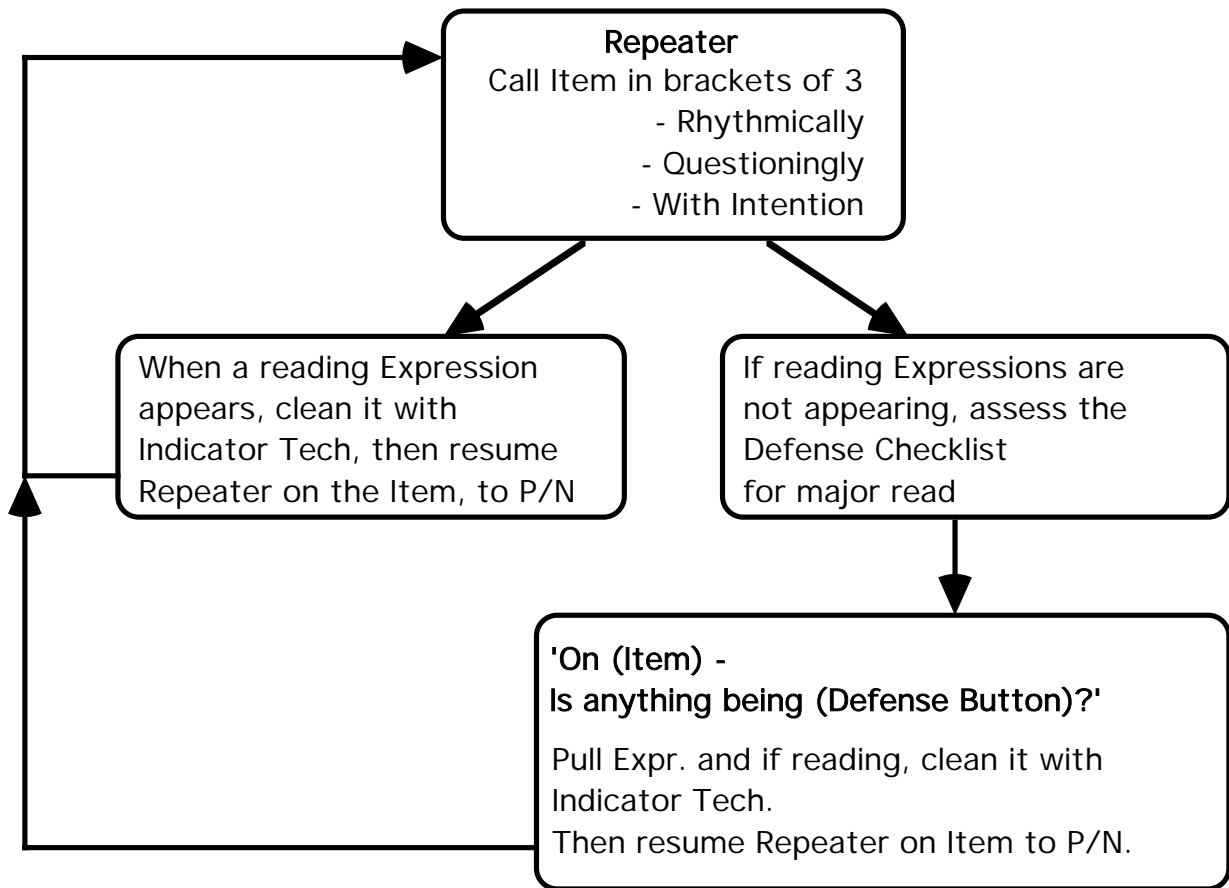 Repeater
Call Item in brackets of 3
- Rhythmically
- Questioningly
- With Intention
When a reading Expression
appears, clean it with
Indicator Tech, then resume
Repeater on the Item, to P/N
If reading Expressions are
not appearing, assess the
Defense Checklist
for major read
'On (Item) -
Is anything being (Defense Button)?'
Pull Expr. and if reading, clean it with
Indicator Tech.
Then resume Repeater on Item to P/N.